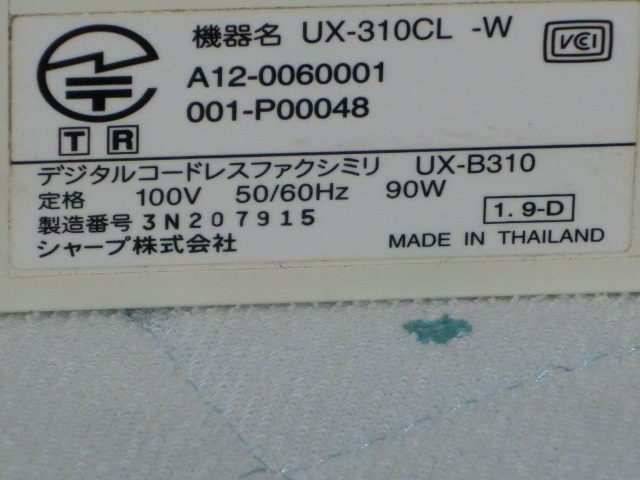 機器名 UX-310CL -W
VCCI
A12-0060001
001-P00048
T R
デジタルコードレスファクシミリ UX-B310
定格 100V 50/60Hz 90W
製造番号 3N207915
1.9-D
シャープ株式会社
MADE IN THAILAND